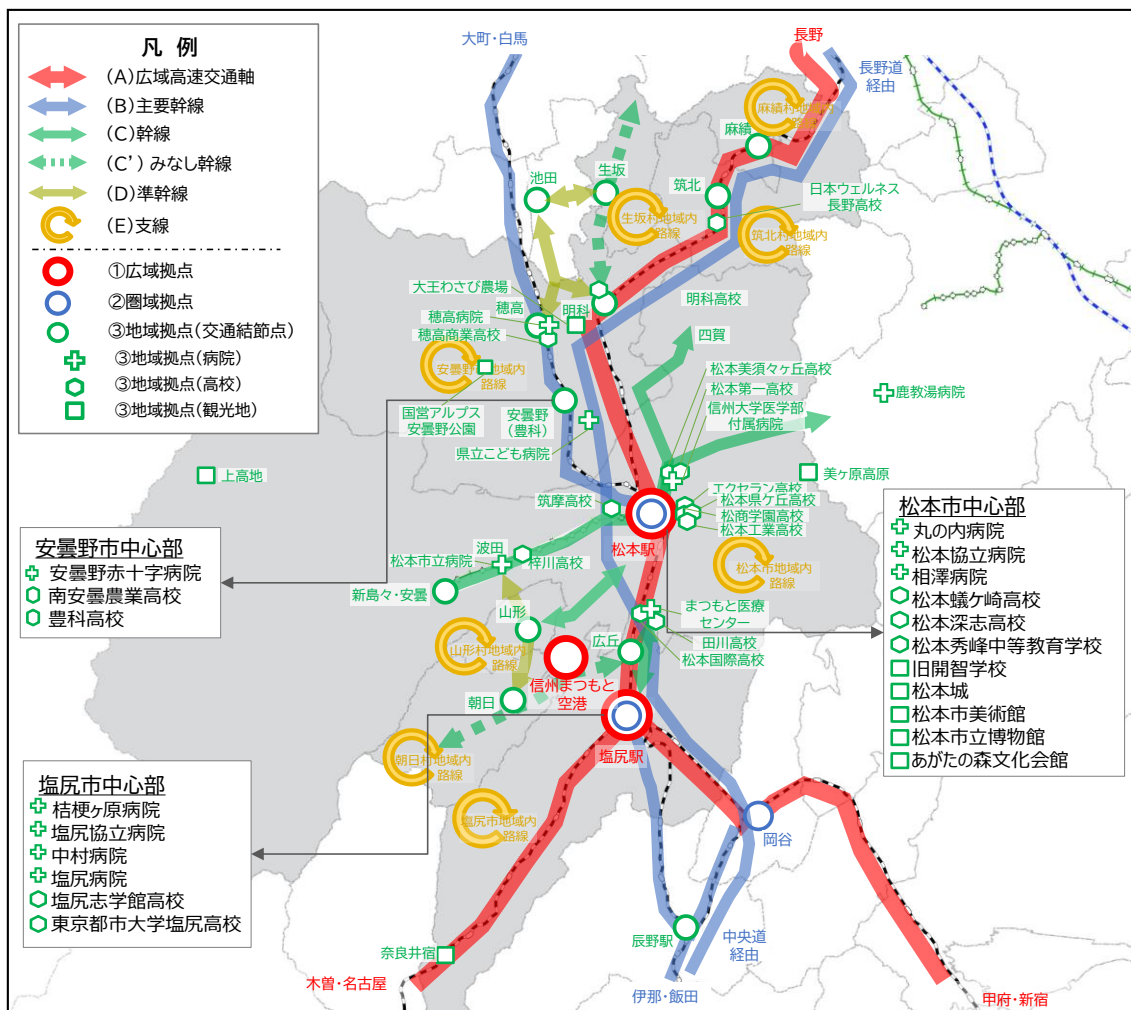 凡 例
(A)広域高速交通軸
(B)主要幹線
(C)幹線
(C')みなし幹線
(D)準幹線
(E)支線
①広域拠点
②圏域拠点
③地域拠点(交通結節点)
③地域拠点(病院)
③地域拠点(高校)
③地域拠点(観光地)
大町・白馬
長野
長野道
経由
麻績村地域内
路線
麻績
生坂
池田
筑北
日本ウェルネス
長野高校
生坂村地域内
路線
筑北村地域内
路線
大王わさび農場
穂高
明科
明科高校
穂高病院
穂高商業高校
四賀
安曇野市地域内
路線
松本美須々ヶ丘高校
松本第一高校
信州大学医学部
付属病院
鹿教湯病院
国営アルプス
安曇野公園
安曇野
(豊科)
県立こども病院
上高地
美ヶ原高原
筑摩高校
エクセラン高校
松本県ケ丘高校
松商学園高校
松本工業高校
松本駅
波田
松本市立病院
梓川高校
新島々・安曇
松本市地域内
路線
山形
まつもと医療
センター
田川高校
松本国際高校
広丘
山形村地域内
路線
信州まつもと
空港
朝日
塩尻駅
朝日村地域内
路線
塩尻市地域内
路線
岡谷
辰野駅
中央道
経由
奈良井宿
木曽・名古屋
伊那・飯田
甲府・新宿
安曇野市中心部
安曇野赤十字病院
南安曇農業高校
豊科高校
塩尻市中心部
桔梗ヶ原病院
塩尻協立病院
中村病院
塩尻病院
塩尻志学館高校
東京都市大学塩尻高校
松本市中心部
丸の内病院
松本協立病院
相澤病院
松本蟻ケ崎高校
松本深志高校
松本秀峰中等教育学校
旧開智学校
松本城
松本市美術館
松本市立博物館
あがたの森文化会館